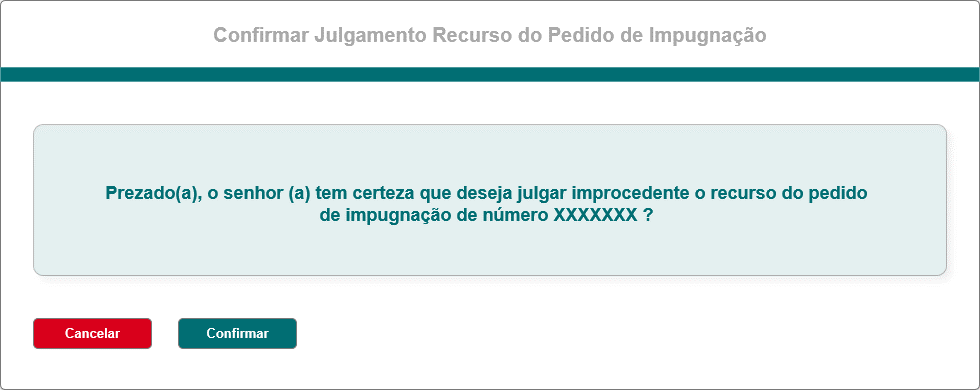 Confirmar Julgamento Recurso do Pedido de Impugnação
Prezado(a), o senhor (a) tem certeza que deseja julgar improcedente o recurso do pedido
de impugnação de número XXXXXXX ?
Cancelar
Confirmar